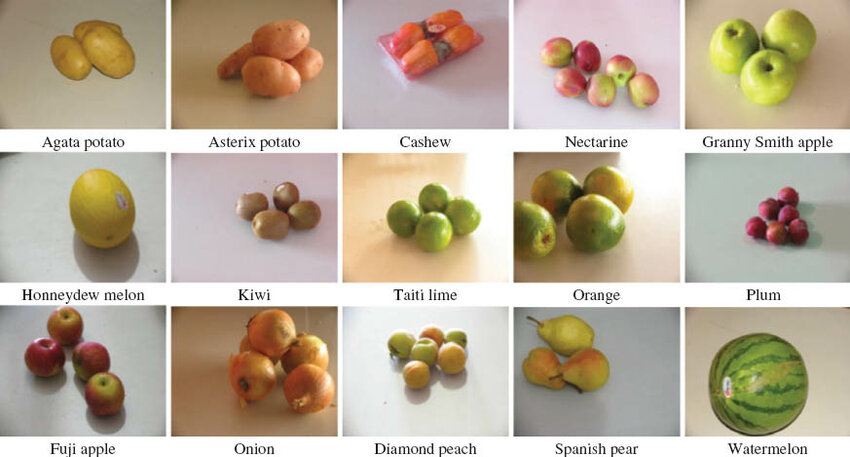 Agata potato
Asterix potato
Cashew
Nectarine
Granny Smith apple
Honneydew melon
Kiwi
Taiti lime
Orange
Plum
Fuji apple
Onion
Diamond peach
Spanish pear
Watermelon